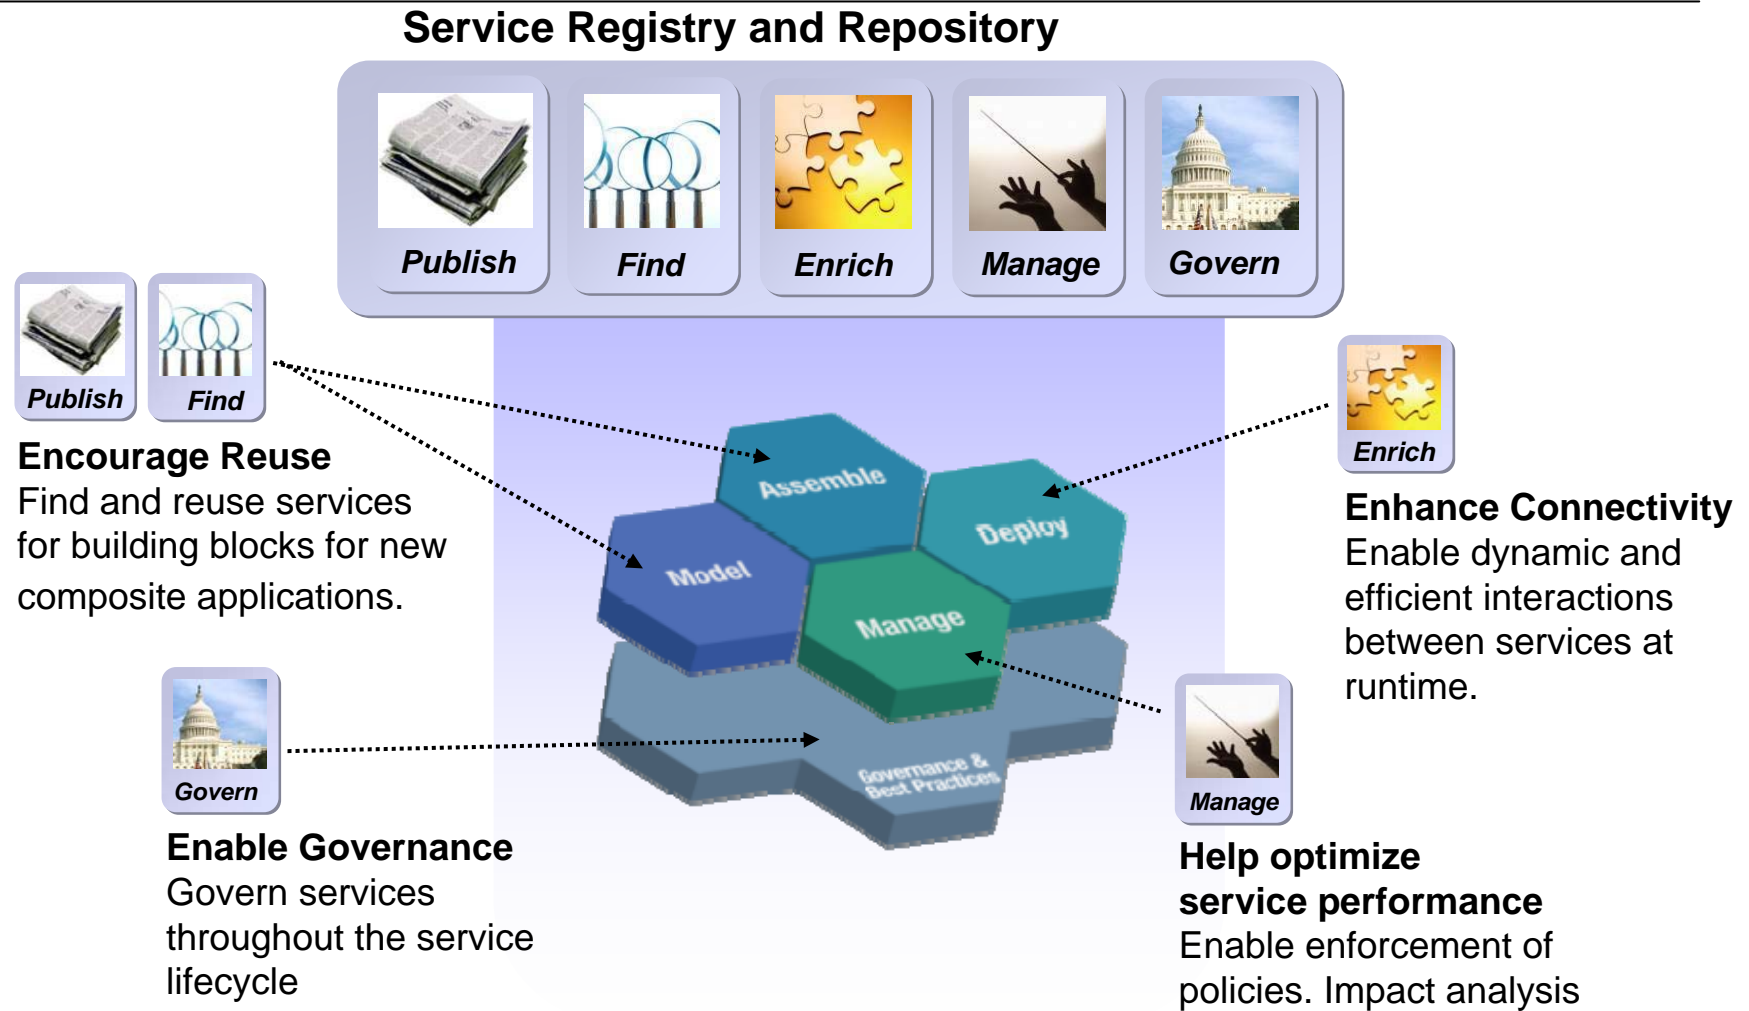 Service Registry and Repository
Publish
Find
Enrich
Manage
Govern
Publish
Find
Encourage Reuse
Find and reuse services
for building blocks for new
composite applications.
Enrich
Enhance Connectivity
Enable dynamic and
efficient interactions
between services at
runtime.
Assemble
Deploy
Model
Manage
Governance &
Best Practices
Govern
Enable Governance
Govern services
throughout the service
lifecycle
Manage
Help optimize
service performance
Enable enforcement of
policies. Impact analysis